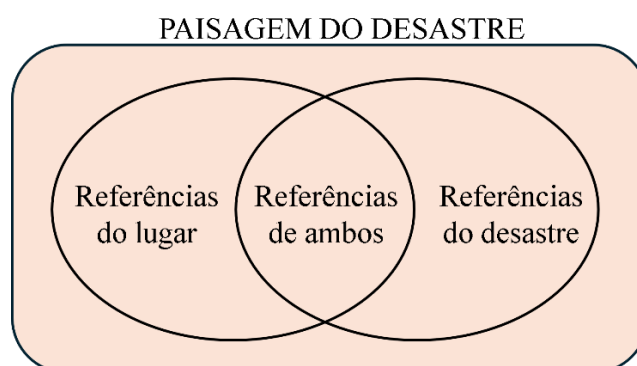 PAISAGEM DO DESASTRE
Referências
do lugar
Referências
de ambos
Referências
do desastre